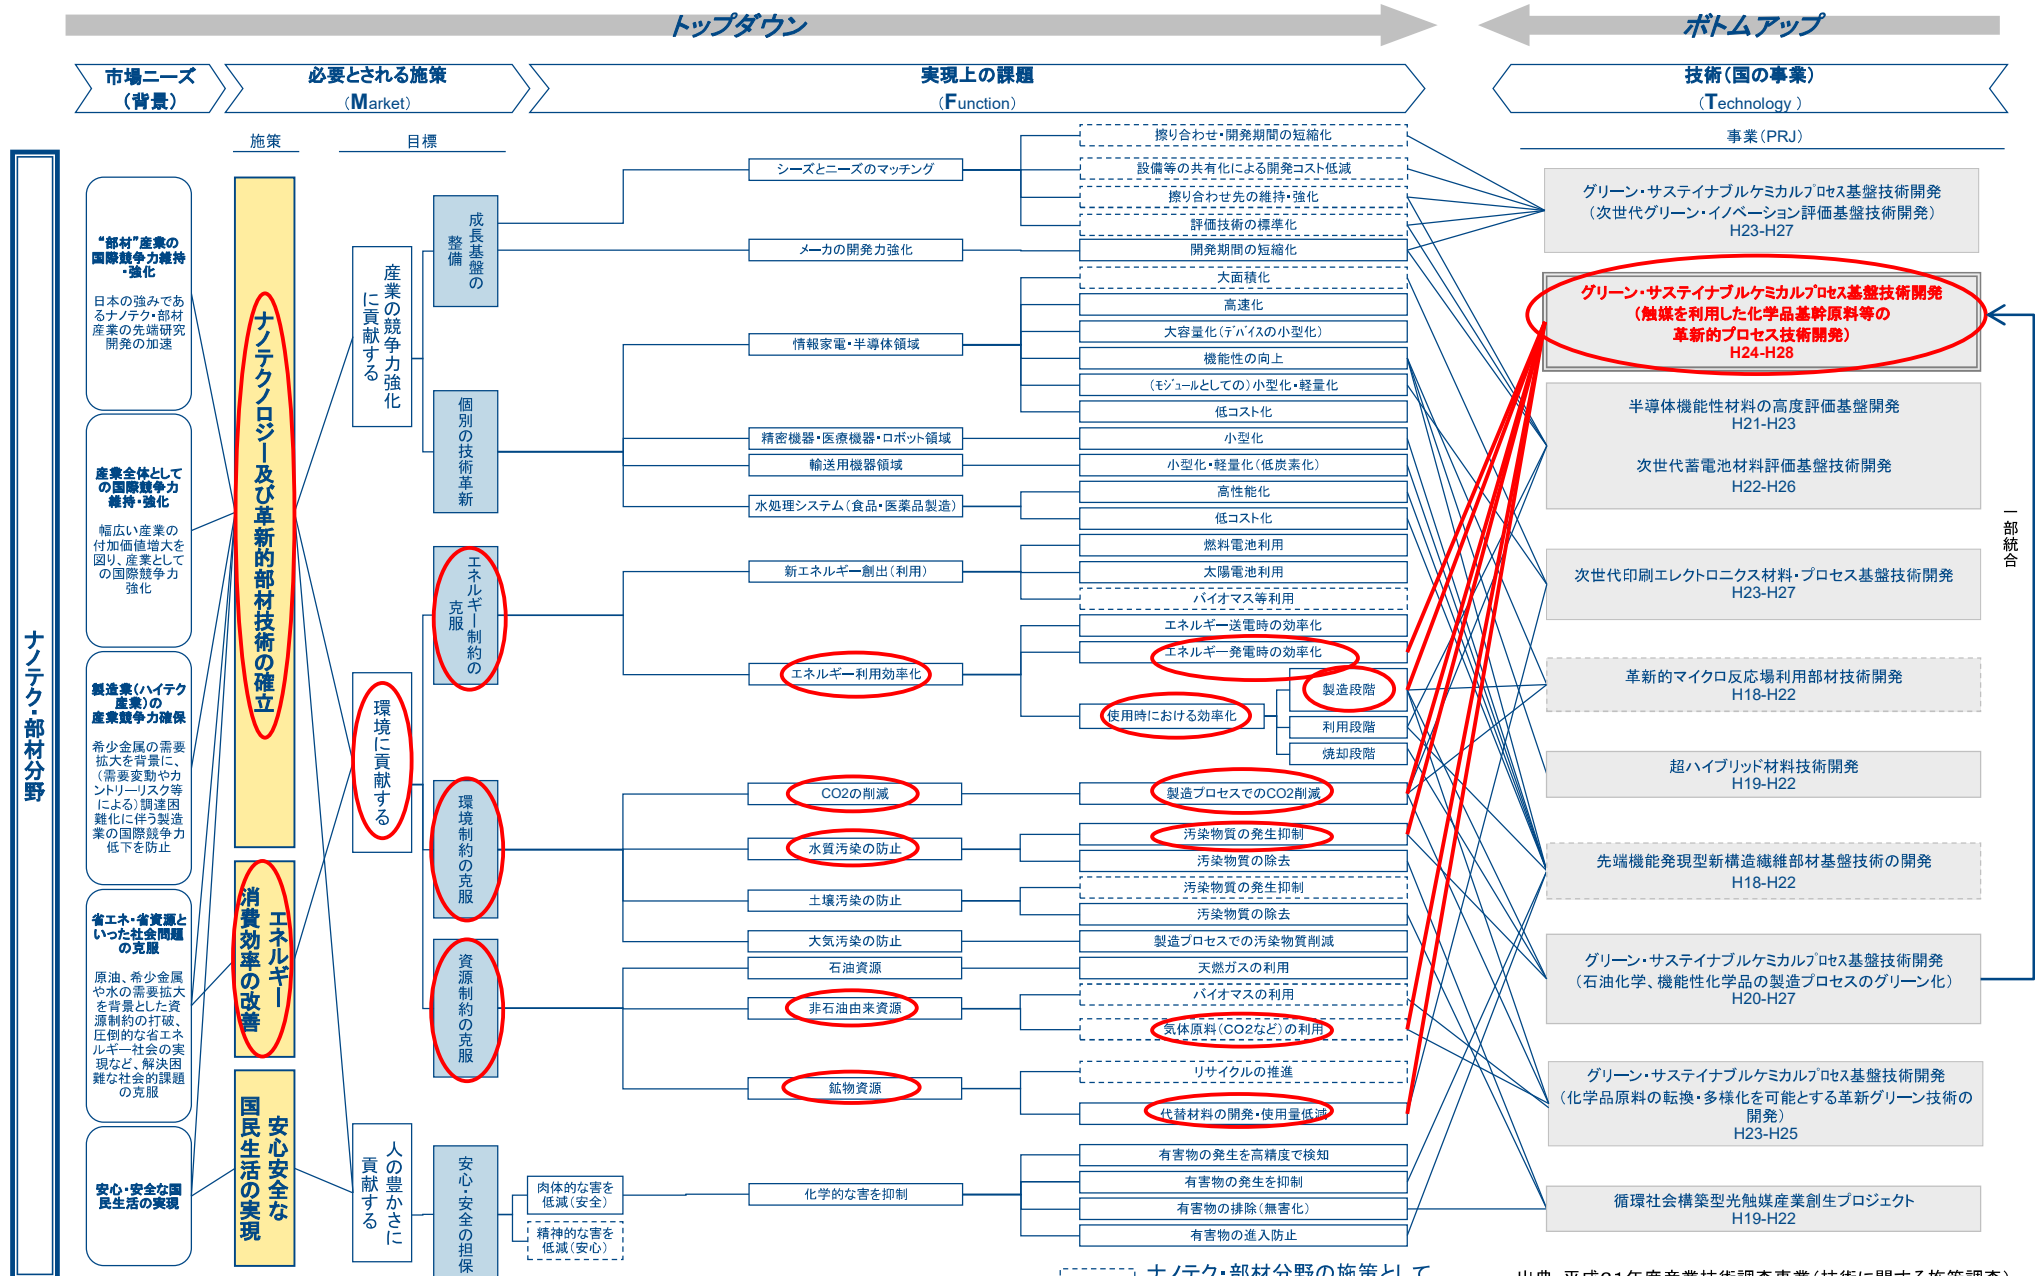 トップダウン
ボトムアップ
市場ニーズ
（背景）
必要とされる施策
（Market）
実現上の課題
（Function）
技術（国の事業）
（Technology ）
施策
目標
事業（PRJ）
ナノテク・部材分野
“部材”産業の
国際競争力維持
・強化
日本の強みであ
るナノテク・部材
産業の先端研究
開発の加速
産業全体として
の国際競争力
維持・強化
幅広い産業の
付加価値増大を
図り、産業として
の国際競争力
強化
製造業（ハイテク
産業）の
産業競争力確保
希少金属の需要
拡大を背景に、
（需要変動やカ
ントリーリスク等
による）調達困
難化に伴う製造
業の国際競争力
低下を防止
省エネ・省資源と
いった社会問題
の克服
原油、希少金属
や水の需要拡大
を背景とした資
源制約の打破、
圧倒的な省エネ
ルギー社会の実
現など、解決困
難な社会的課題
の克服
安心・安全な国
民生活の実現
ナノテクノロジー及び革新的部材技術の確立
エネルギー
消費効率の改善
安心安全な
国民生活の実現
産業の競争力強化
に貢献する
環境に貢献する
人の豊かさに
貢献する
成長基盤の
整備
個別の技術革新
エネルギー制約の
克服
環境制約の克服
資源制約の克服
安心・安全の担保
肉体的な害を
低減（安全）
精神的な害を
低減（安心）
シーズとニーズのマッチング
メーカの開発力強化
情報家電・半導体領域
精密機器・医療機器・ロボット領域
輸送用機器領域
水処理システム（食品・医薬品製造）
新エネルギー創出（利用）
エネルギー利用効率化
CO2の削減
水質汚染の防止
土壌汚染の防止
大気汚染の防止
石油資源
非石油由来資源
鉱物資源
化学的な害を抑制
擦り合わせ・開発期間の短縮化
設備等の共有化による開発コスト低減
擦り合わせ先の維持・強化
評価技術の標準化
開発期間の短縮化
大面積化
高速化
大容量化（ﾃﾞﾊﾞｲｽの小型化）
機能性の向上
（ﾓｼﾞｭｰﾙとしての）小型化・軽量化
低コスト化
小型化
小型化・軽量化（低炭素化）
高性能化
低コスト化
燃料電池利用
太陽電池利用
バイオマス等利用
エネルギー送電時の効率化
エネルギー発電時の効率化
使用時における効率化
製造段階
利用段階
焼却段階
製造プロセスでのCO2削減
汚染物質の発生抑制
汚染物質の除去
汚染物質の発生抑制
汚染物質の除去
製造プロセスでの汚染物質削減
天燃ガスの利用
バイオマスの利用
気体原料（CO2など）の利用
リサイクルの推進
代替材料の開発・使用量低減
有害物の発生を高精度で検知
有害物の発生を抑制
有害物の排除（無害化）
有害物の進入防止
グリーン・サステイナブルケミカルプロセス基盤技術開発
（次世代グリーン・イノベーション評価基盤技術開発）
H23-H27
グリーン・サステイナブルケミカルプロセス基盤技術開発
（触媒を利用した化学品基幹原料等の
革新的プロセス技術開発）
H24-H28
半導体機能性材料の高度評価基盤開発
H21-H23
次世代蓄電池材料評価基盤技術開発
H22-H26
次世代印刷エレクトロニクス材料・プロセス基盤技術開発
H23-H27
革新的マイクロ反応場利用部材技術開発
H18-H22
超ハイブリッド材料技術開発
H19-H22
先端機能発現型新構造繊維部材基盤技術の開発
H18-H22
グリーン・サステイナブルケミカルプロセス基盤技術開発
（石油化学、機能性化学品の製造プロセスのグリーン化）
H20-H27
グリーン・サステイナブルケミカルプロセス基盤技術開発
（化学品原料の転換・多様化を可能とする革新グリーン技術の
開発）
H23-H25
循環社会構築型光触媒産業創生プロジェクト
H19-H22
一部統合
ナノテク・部材分野の施策として
出典 平成21年度産業技術調査事業（技術に関する施策調査）